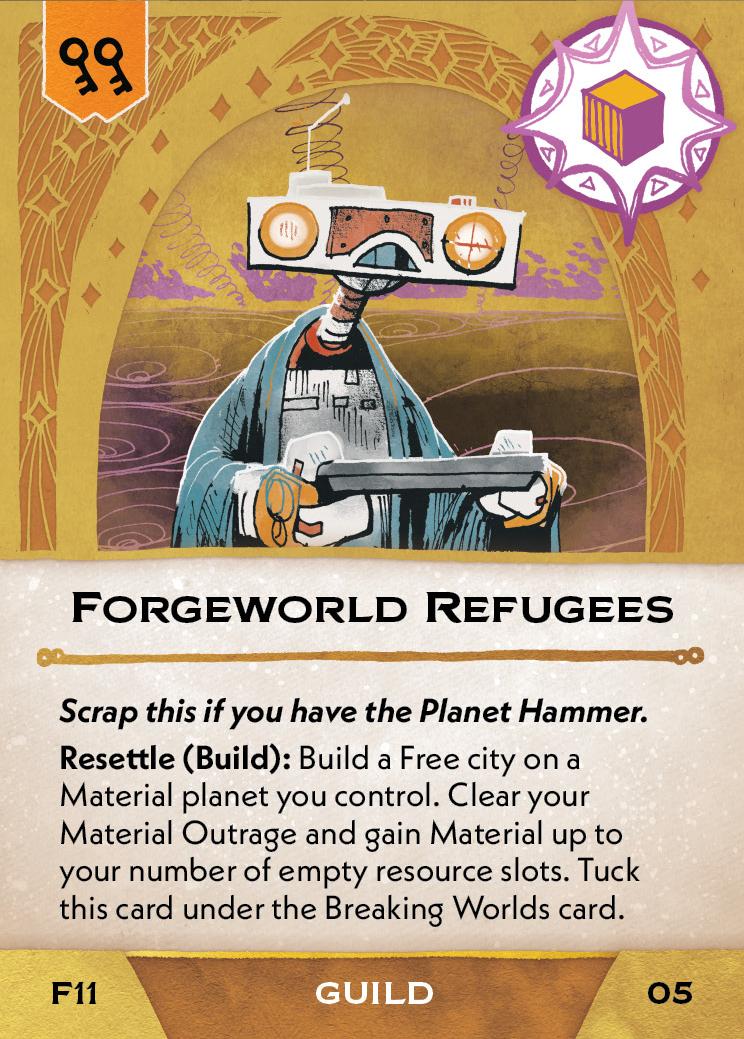 Forgeworld Refugees
Scrap this if you have the Planet Hammer.
Resettle (Build): Build a Free city on a
Material planet you control. Clear your
Material Outrage and gain Material up to
your number of empty resource slots. Tuck
this card under the Breaking Worlds card.
F11 GUILD 05